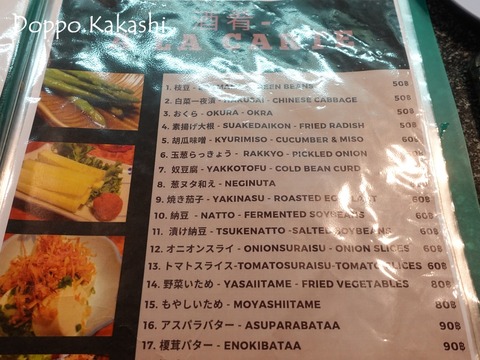 Doppo Kakashi
酒肴-
A LA CARTE
1. 枝豆 - BEEN BEANS 50฿
2. 白菜一夜漬 - HAKUSAI - CHINESE CABBAGE 50฿
3. おくら - OKURA - OKRA 50฿
4. 素揚げ大根 - SUAKEDAIKON - FRIED RADISH 50฿
5. 胡瓜味噌 - KYURIMISO - CUCUMBER & MISO 60฿
6. 玉葱らっきょう - RAKKYO - PICKLED ONION 60฿
7. 奴豆腐 - YAKKOTOFU - COLD BEAN CURD 60฿
8. 葱ヌタ和え - NEGINUTA 60฿
9. 焼き茄子 - YAKINASU - ROASTED 60฿
10. 納豆 - NATTO - FERMENTED SOYBEANS 60฿
11. 漬け納豆 - TSUKENATTO -SALTED SOYBEANS 60฿
12. オニオンスライ - ONIONSURAISU - ONION SLICES 60฿
13. トマトスライス-TOMATOSURAISU-TOMATO SLICES 60฿
14. 野菜いため - YASAIITAME - FRIED VEGETABLES 80฿
15. もやしいため - MOYASHIITAME 80฿
16. アスパラバター - ASUPARABATAA 90฿
17. 榎茸バター - ENOKIBATAA 90฿